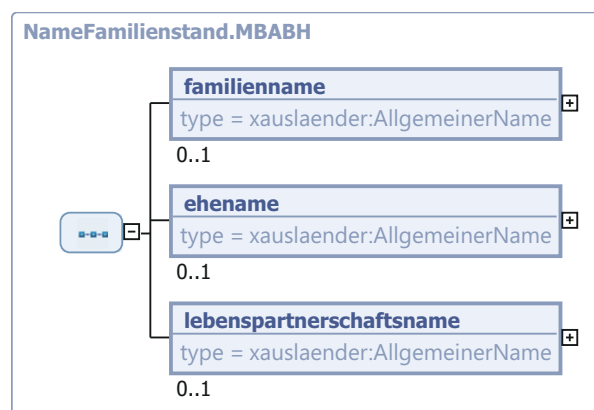 NameFamilienstand.MBABH
familienname
type = xauslaender:AllgemeinerName
0..1
ehename
type = xauslaender:AllgemeinerName
0..1
lebenspartnerschaftsname
type = xauslaender:AllgemeinerName
0..1